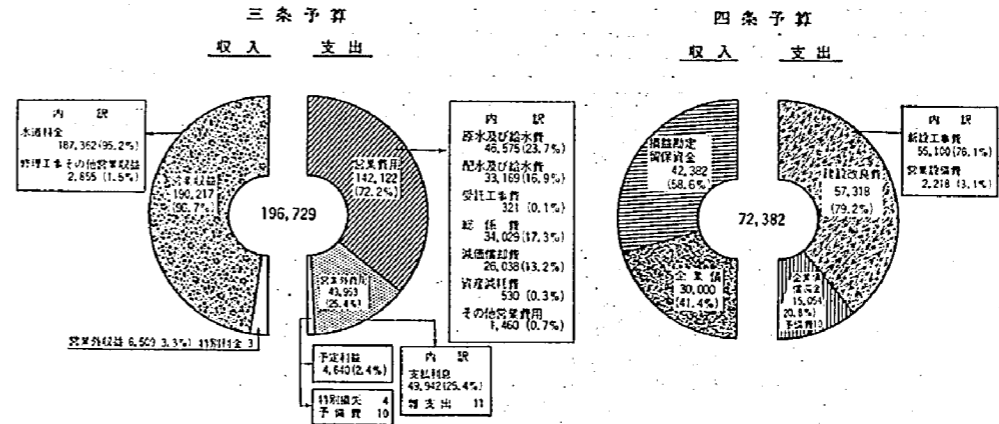 三条予算
収入
支出
内訳
水道料金
187,362(95.2%)
修理工事その他営業収益
2,855(1.5%)
営業収益
190,217
(96.7%)
196,729
営業費用
142,122
(72.2%)
営業外費用
(25.4%)
営業外収益 6,509 3.3%) 特別料金 3
予定利益
4,640(2.4%)
特別損失 4
予備費 10
内訳
支払利息
49,942(25.4%)
雑支出 11
内訳
原水及び給水費
46,575(23.7%)
配水及び給水費
33,169(16.9%)
受託工事費
321(0.1%)
総係費
34,029(17.3%)
減価償却費
26,038(13.2%)
資産減耗費
530(0.3%)
その他営業費用
1,460(0.7%)
四条予算
収入
支出
損益勘定
留保資金
42,382
(58.6%)
企業債
30,000
(41.4%)
72,382
建設改良費
57,318
(79.2%)
企業債
償還金
15,054
20.8%)
予備費10
内訳
新設工事費
55,100(76.1%)
営業設備費
2,218(3.1%)